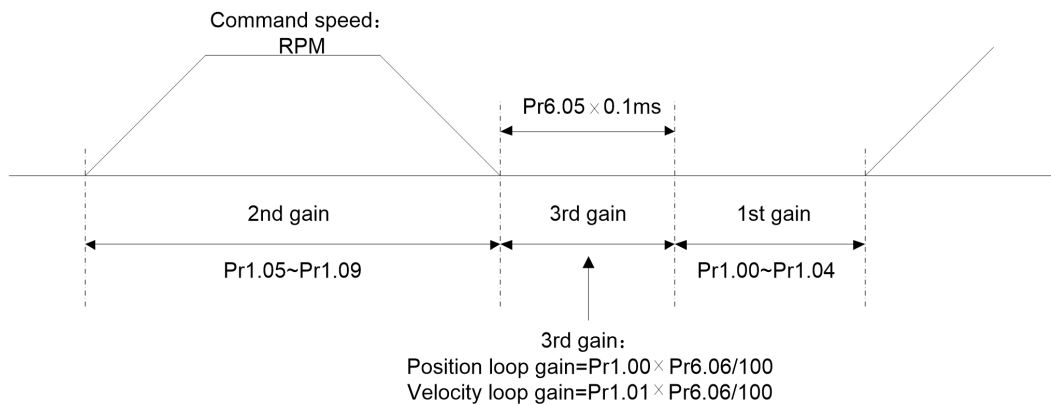 Command speed：
RPM
Pr6.05×0.1ms
2nd gain
3rd gain
1st gain
Pr1.05~Pr1.09
Pr1.00~Pr1.04
3rd gain：
Position loop gain=Pr1.00×Pr6.06/100
Velocity loop gain=Pr1.01×Pr6.06/100